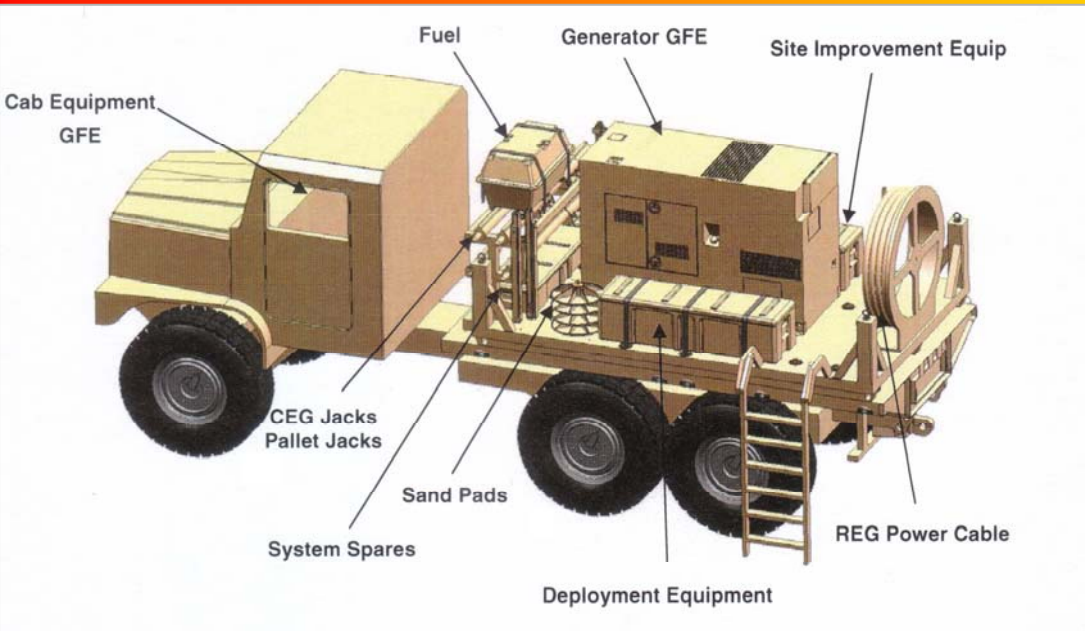 Fuel
Generator GFE
Site Improvement Equip
Cab Equipment
GFE
CEG Jacks
Pallet Jacks
Sand Pads
System Spares
REG Power Cable
Deployment Equipment